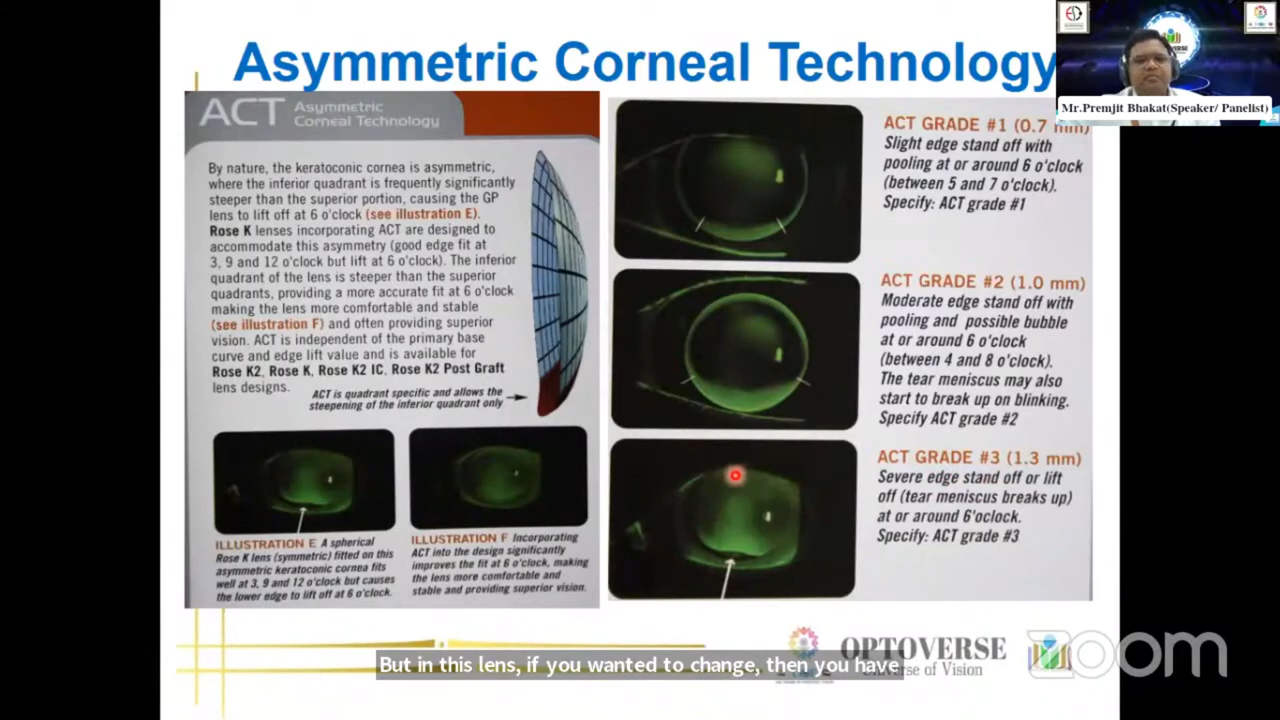 Asymmetric Corneal Technology
Mr.Premjit Bhakat(Speaker/ Panelist)
ACT Asymmetric
Corneal Technology
By nature, the keratoconic cornea is asymmetric,
where the inferior quadrant is frequently significantly
steeper than the superior portion, causing the GP
lens to lift off at 6 o'clock (see illustration E).
Rose K lenses incorporating ACT are designed to
accommodate this asymmetry (good edge fit at
3, 9 and 12 o'clock but lift at 6 o'clock). The inferior
quadrant of the lens is steeper than the superior
quadrants, providing a more accurate fit at 6 o'clock
making the lens more comfortable and stable
(see illustration F) and often providing superior
vision. ACT is independent of the primary base
curve and edge lift value and is available for
Rose K2, Rose K, Rose K2 IC, Rose K2 Post Graft
lens designs.
ACT is quadrant specific and allows the
steepening of the inferior quadrant only
ILLUSTRATION E A spherical
Rose K lens (symmetric) fitted on this
asymmetric keratoconic cornea fits
well at 3, 9 and 12 o'clock but causes
the lower edge to lift off at 6 o'clock.
ILLUSTRATION F Incorporating
ACT into the design significantly
improves the fit at 6 o'clock, making
the lens more comfortable and
stable and providing superior vision.
ACT GRADE #1 (0.7 mm)
Slight edge stand off with
pooling at or around 6 o'clock
(between 5 and 7 o'clock).
Specify: ACT grade #1
ACT GRADE #2 (1.0 mm)
Moderate edge stand off with
pooling and possible bubble
at or around 6 o'clock
(between 4 and 8 o'clock).
The tear meniscus may also
start to break up on blinking.
Specify ACT grade #2
ACT GRADE #3 (1.3 mm)
Severe edge stand off or lift
off (tear meniscus breaks up)
at or around 6'oclock.
Specify: ACT grade #3
OPTOVERSE
Universe of Vision
zoom
But in this lens, if you wanted to change, then you have